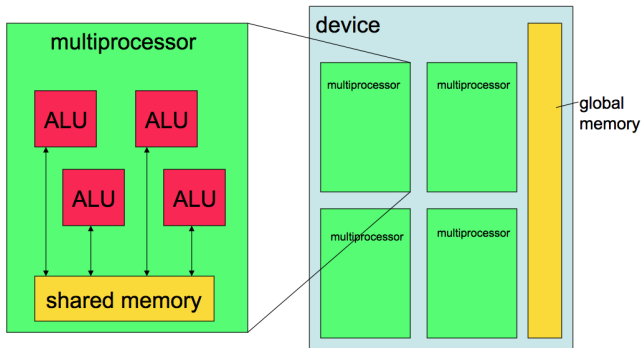 multiprocessor
ALU
ALU
ALU
ALU
shared memory
device
multiprocessor
multiprocessor
multiprocessor
multiprocessor
global
memory